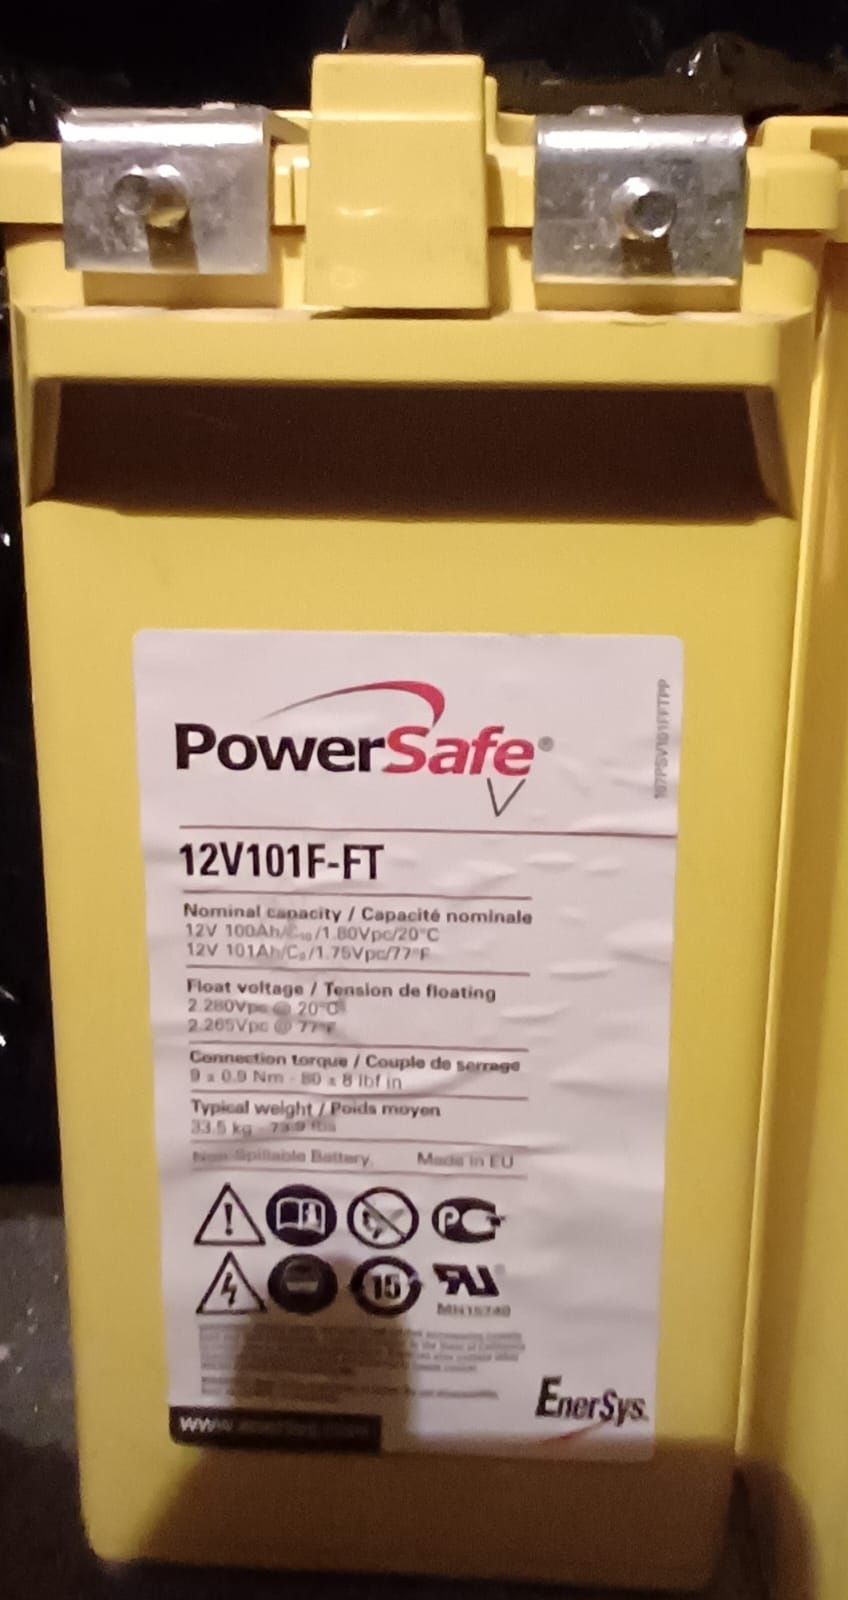 PowerSafe®
V
167PSV101FFTPP
12V101F-FT
Nominal capacity / Capacité nominale
12V 100Ah/C₁₀/1.80Vpc/20°C
12V 101Ah/C₈/1.75Vpc/77°F
Float voltage / Tension de floating
2.280Vpc @ 20°C
2.265Vpc @ 77°F
Connection torque / Couple de serrage
9 ± 0.9 Nm - 80 ± 8 lbf in
Typical weight / Poids moyen
33.5 kg - 73.9 lbs
Non-Spillable Battery. Made in EU
PC
15
MH15740
EnerSys.
www.